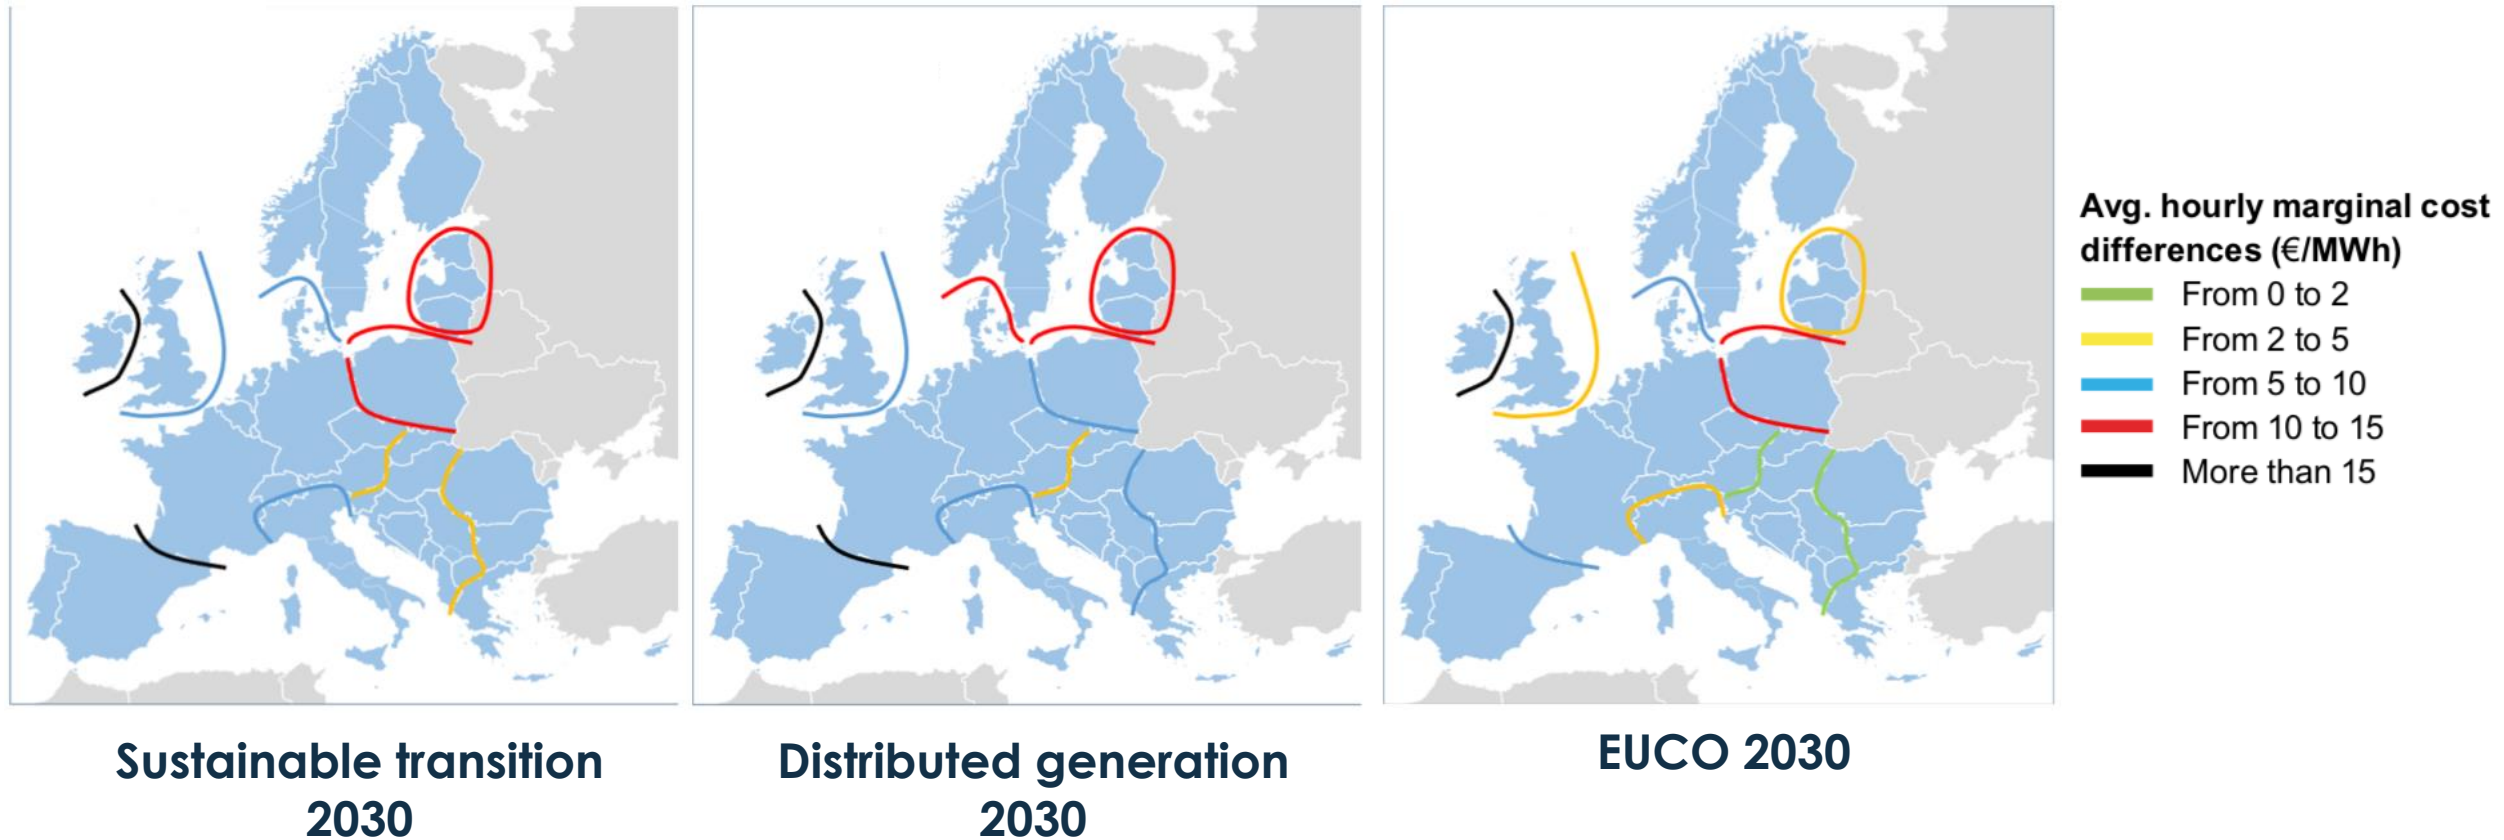 Avg. hourly marginal cost
differences (€/MWh)
From 0 to 2
From 2 to 5
From 5 to 10
From 10 to 15
More than 15
Sustainable transition
2030
Distributed generation
2030
EUCO 2030